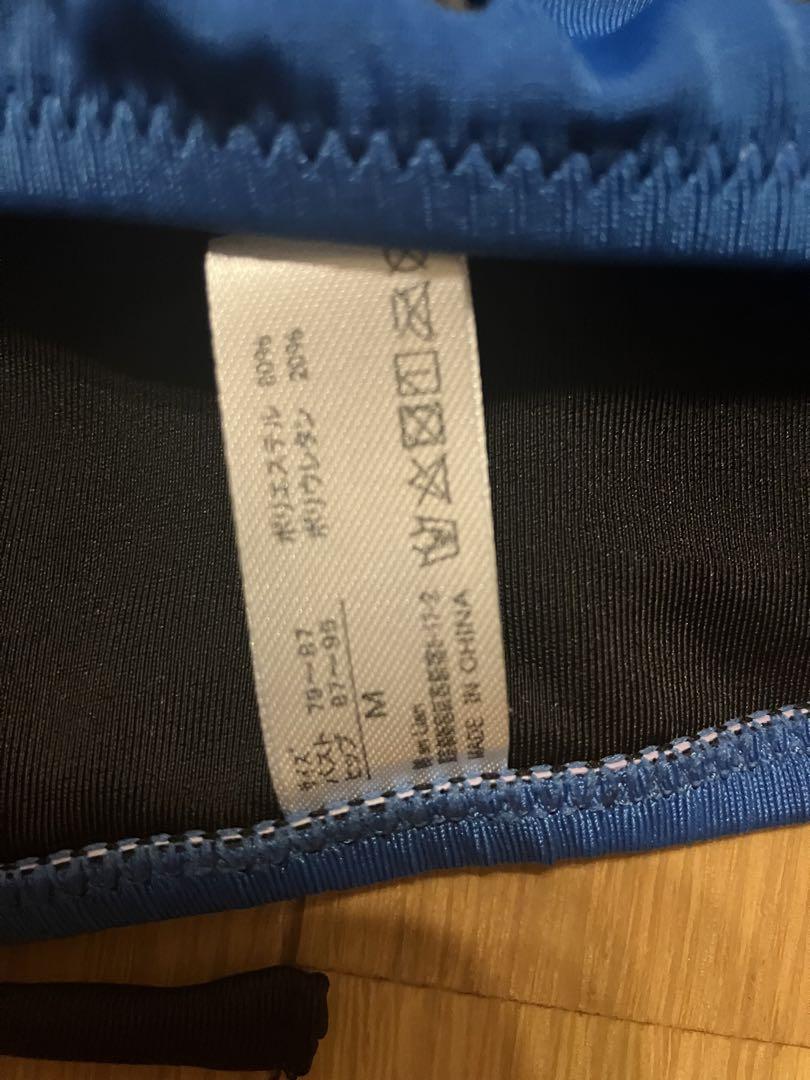 ポリエステル 80%
ポリウレタン 20%
サイズ
バスト 79〜87
ヒップ 87〜95
M
MADE IN CHINA